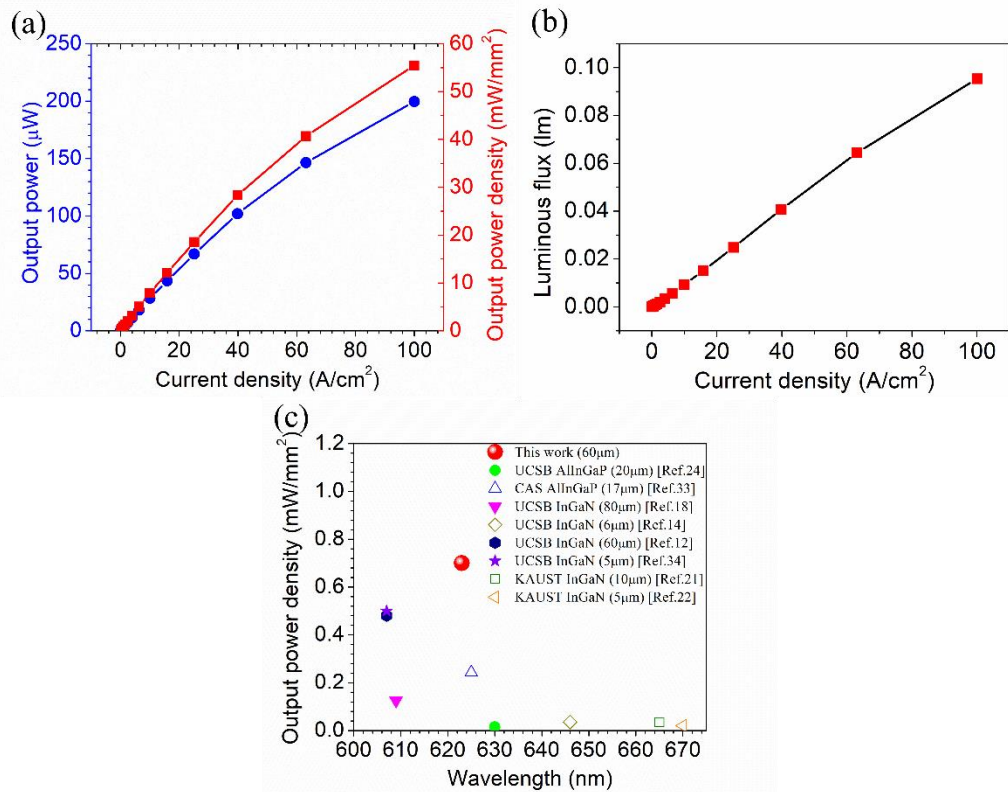 (a)
250
200
150
100
50
0
Output power (μW)
60
50
40
30
20
10
0
Output power density (mW/mm²)
0 20 40 60 80 100
Current density (A/cm²)
(b)
0.10
0.08
0.06
0.04
0.02
0.00
Luminous flux (lm)
0 20 40 60 80 100
Current density (A/cm²)
(c)
1.2
1.0
0.8
0.6
0.4
0.2
0.0
Output power density (mW/mm²)
This work (60μm)
UCSB AlInGaP (20μm) [Ref.24]
CAS AlInGaP (17μm) [Ref.33]
UCSB InGaN (80μm) [Ref.18]
UCSB InGaN (6μm) [Ref.14]
UCSB InGaN (60μm) [Ref.12]
UCSB InGaN (5μm) [Ref.34]
KAUST InGaN (10μm) [Ref.21]
KAUST InGaN (5μm) [Ref.22]
600 610 620 630 640 650 660 670
Wavelength (nm)